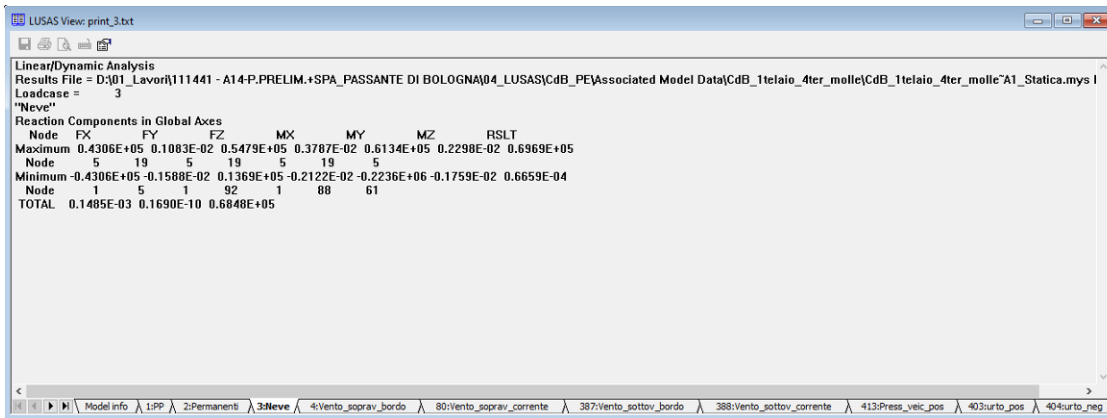 LUSAS View: print_3.txt
Linear/Dynamic Analysis
Results File = D:\01_Lavori\111441 - A14-P.PRELIM.+SPA_PASSANTE DI BOLOGNA\04_LUSAS\CdB_PE\Associated Model Data\CdB_1telaio_4ter_molle\CdB_1telaio_4ter_molle~A1_Statica.mys
Loadcase = 3
"Neve"
Reaction Components in Global Axes
Node FX FY FZ MX MY MZ RSLT
Maximum 0.4306E+05 0.1083E-02 0.5479E+05 0.3787E-02 0.6134E+05 0.2298E-02 0.6969E+05
Node 5 19 5 19 5 19 5
Minimum -0.4306E+05 -0.1588E-02 0.1369E+05 -0.2122E-02 -0.2236E+06 -0.1759E-02 0.6659E-04
Node 1 5 1 92 1 88 61
TOTAL 0.1485E-03 0.1690E-10 0.6848E+05
Model info 1:PP 2:Permanenti 3:Neve 4:Vento_soprav_bordo 80:Vento_soprav_corrente 387:Vento_sottov_bordo 388:Vento_sottov_corrente 413:Press_veic_pos 403:urto_pos 404:urto_neg